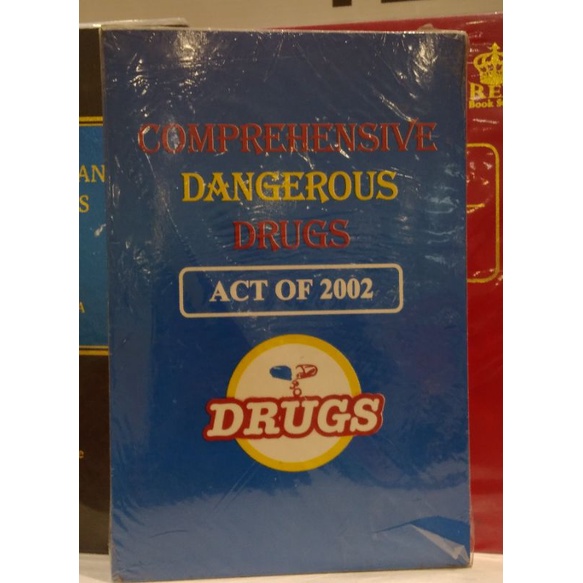 COMPREHENSIVE
DANGEROUS
DRUGS
ACT OF 2002
DRUGS
AN
S
BE
Book S